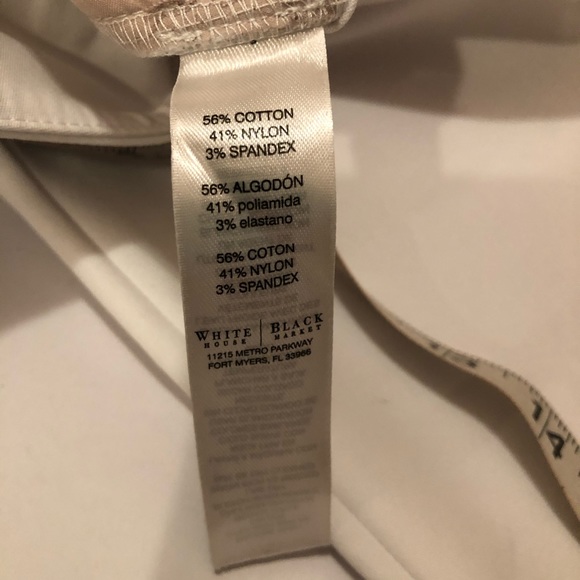 56% COTTON
41% NYLON
3% SPANDEX
56% ALGODÓN
41% poliamida
3% elastano
56% COTON
41% NYLON
3% SPANDEX
WHITE HOUSE | BLACK MARKET
11215 METRO PARKWAY
FORT MYERS, FL 33966
14